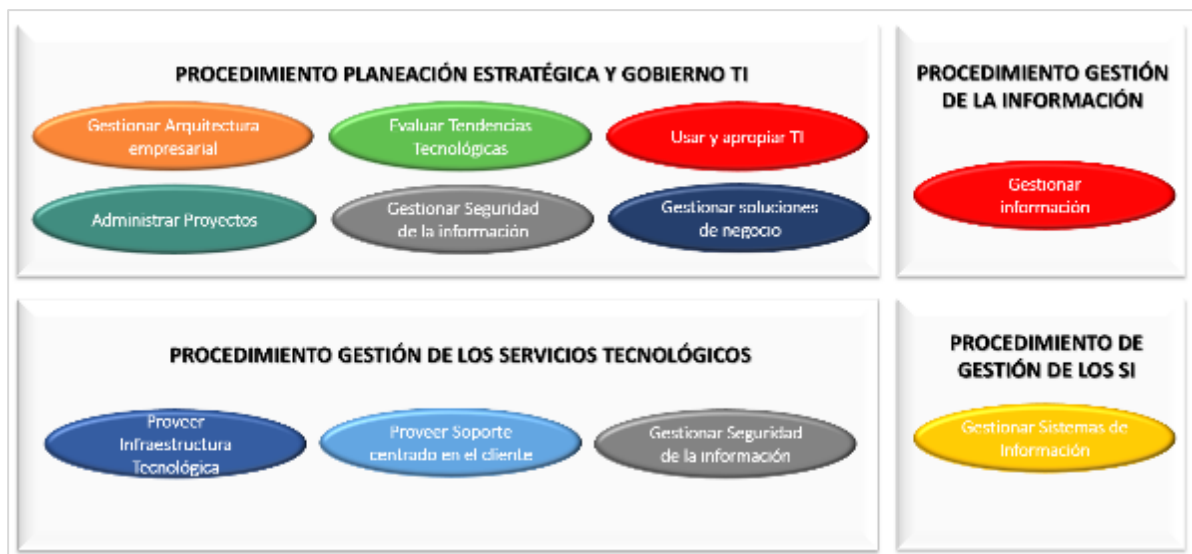 PROCEDIMIENTO PLANEACIÓN ESTRATÉGICA Y GOBIERNO TI
Gestionar Arquitectura
empresarial
Evaluar Tendencias
Tecnológicas
Usar y apropiar TI
Administrar Proyectos
Gestionar Seguridad
de la información
Gestionar soluciones
de negocio
PROCEDIMIENTO GESTIÓN
DE LA INFORMACIÓN
Gestionar
información
PROCEDIMIENTO GESTIÓN DE LOS SERVICIOS TECNOLÓGICOS
Proveer
Infraestructura
Tecnológica
Proveer Soporte
centrado en el cliente
Gestionar Seguridad
de la información
PROCEDIMIENTO DE
GESTIÓN DE LOS SI
Gestionar Sistemas de
Información